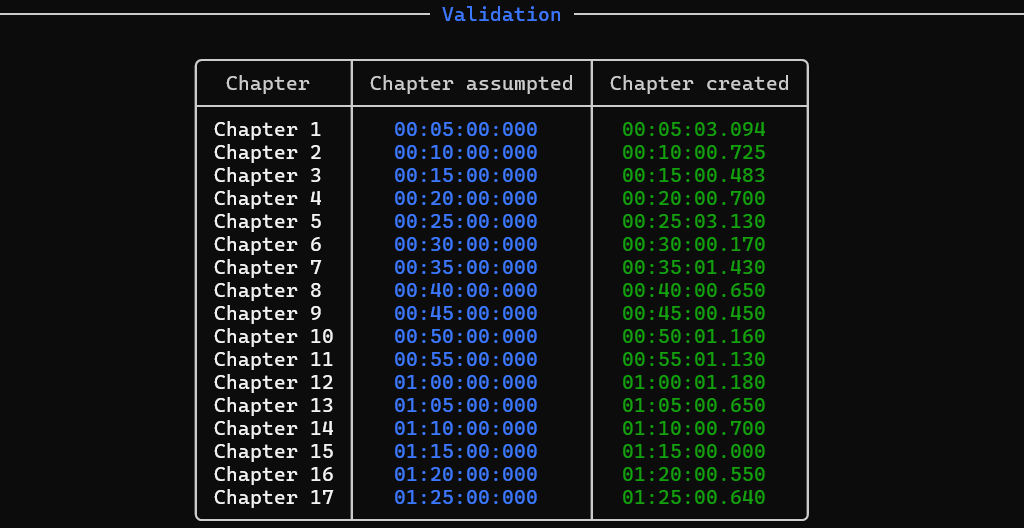 Validation
Chapter Chapter assumpted Chapter created
Chapter 1 00:05:00:000 00:05:03.094
Chapter 2 00:10:00:000 00:10:00.725
Chapter 3 00:15:00:000 00:15:00.483
Chapter 4 00:20:00:000 00:20:00.700
Chapter 5 00:25:00:000 00:25:03.130
Chapter 6 00:30:00:000 00:30:00.170
Chapter 7 00:35:00:000 00:35:01.430
Chapter 8 00:40:00:000 00:40:00.650
Chapter 9 00:45:00:000 00:45:00.450
Chapter 10 00:50:00:000 00:50:01.160
Chapter 11 00:55:00:000 00:55:01.130
Chapter 12 01:00:00:000 01:00:01.180
Chapter 13 01:05:00:000 01:05:00.650
Chapter 14 01:10:00:000 01:10:00.700
Chapter 15 01:15:00:000 01:15:00.000
Chapter 16 01:20:00:000 01:20:00.550
Chapter 17 01:25:00:000 01:25:00.640